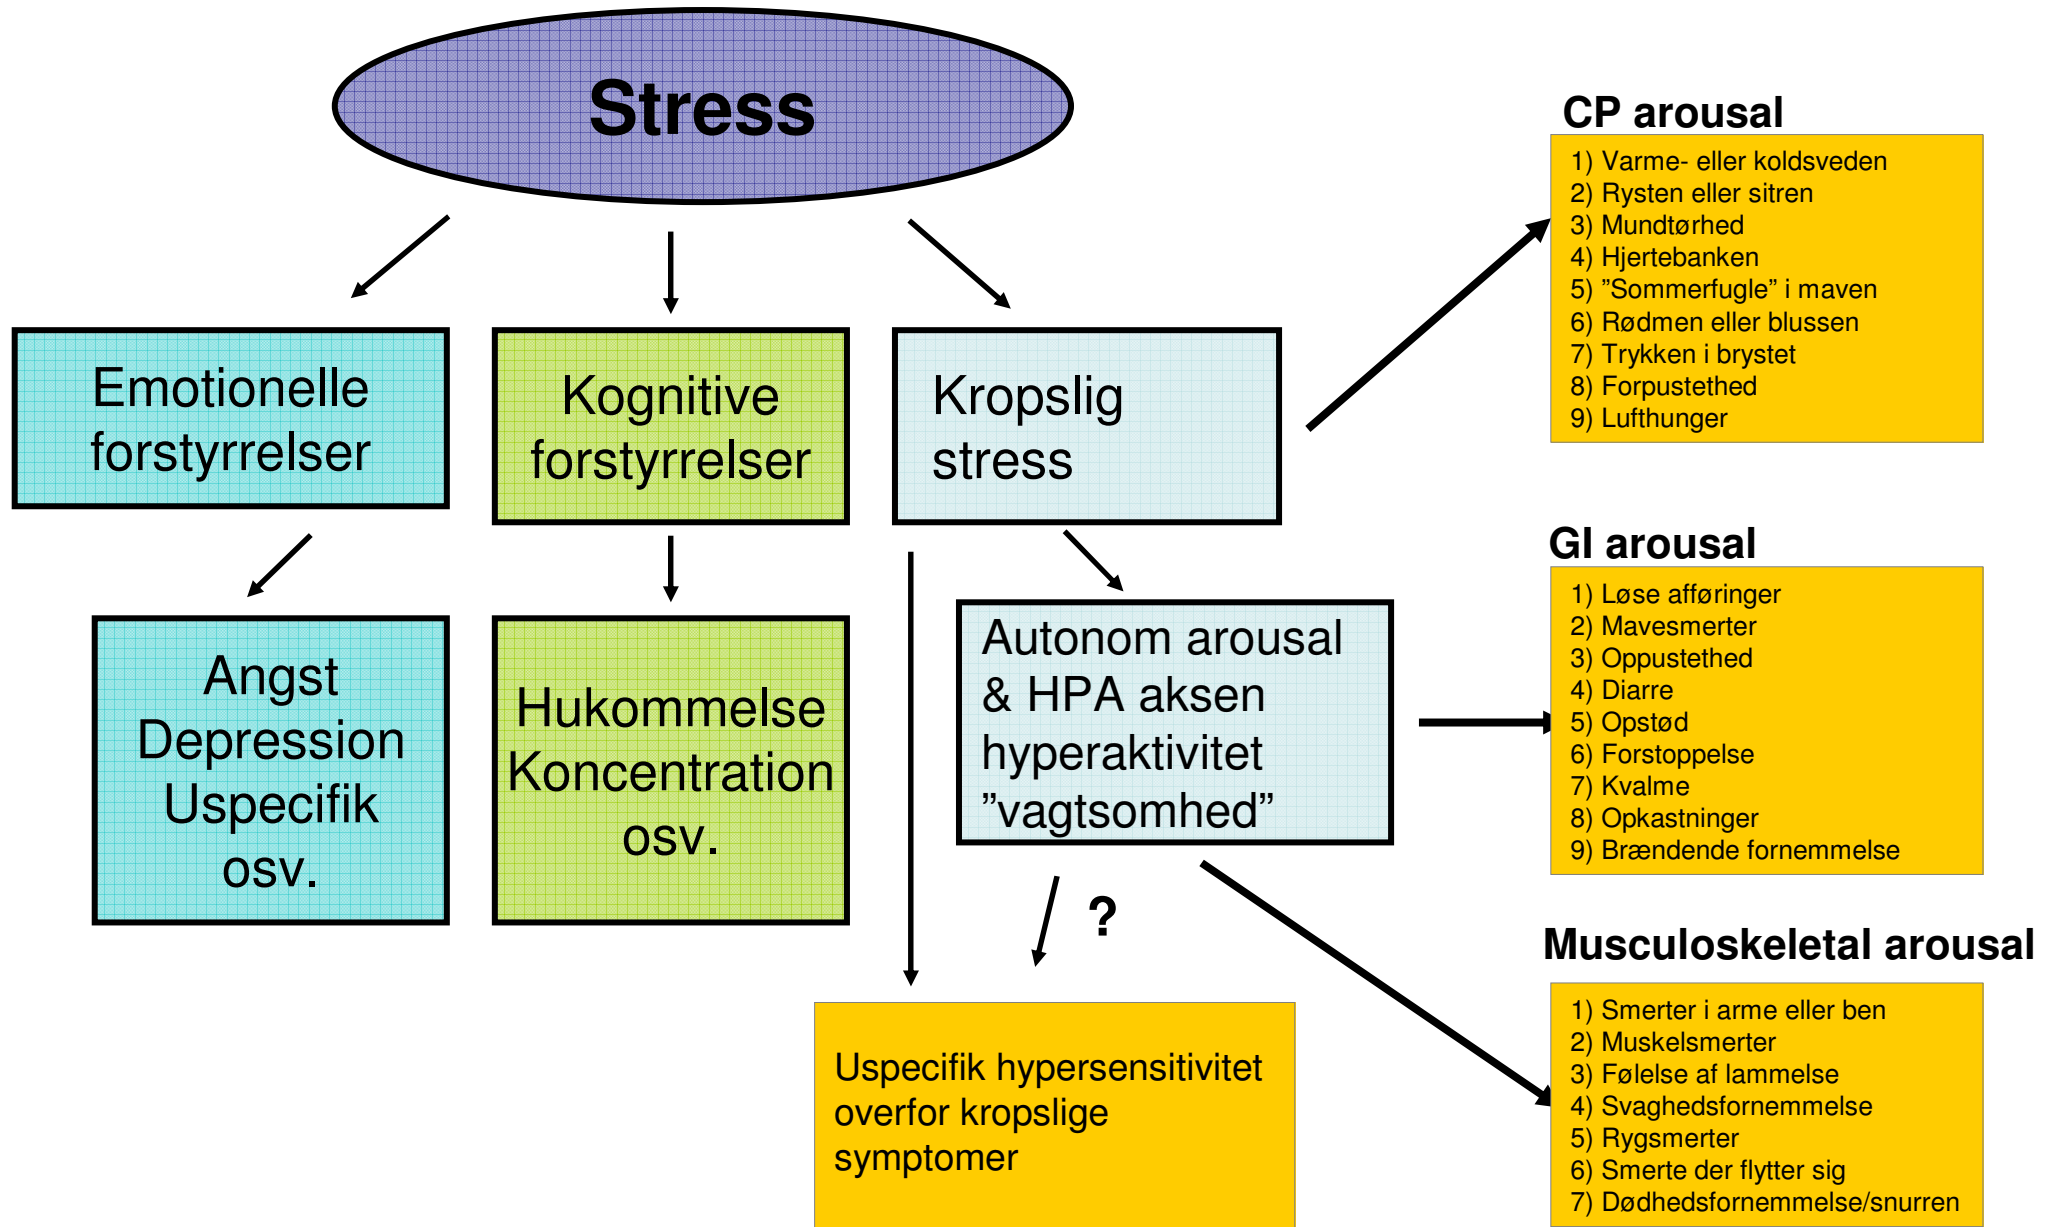 Stress
Emotionelle
forstyrrelser
Kognitive
forstyrrelser
Kropslig
stress
Angst
Depression
Uspecifik
osv.
Hukommelse
Koncentration
osv.
Autonom arousal
& HPA aksen
hyperaktivitet
”vagtsomhed”
?
Uspecifik hypersensitivitet
overfor kropslige
symptomer
CP arousal
1) Varme- eller koldsveden
2) Rysten eller sitren
3) Mundtørhed
4) Hjertebanken
5) ”Sommerfugle” i maven
6) Rødmen eller blussen
7) Trykken i brystet
8) Forpustethed
9) Lufthunger
GI arousal
1) Løse afføringer
2) Mavesmerter
3) Oppustethed
4) Diarre
5) Opstød
6) Forstoppelse
7) Kvalme
8) Opkastninger
9) Brændende fornemmelse
Musculoskeletal arousal
1) Smerter i arme eller ben
2) Muskelsmerter
3) Følelse af lammelse
4) Svaghedsfornemmelse
5) Rygsmerter
6) Smerte der flytter sig
7) Dødhedsfornemmelse/snurren